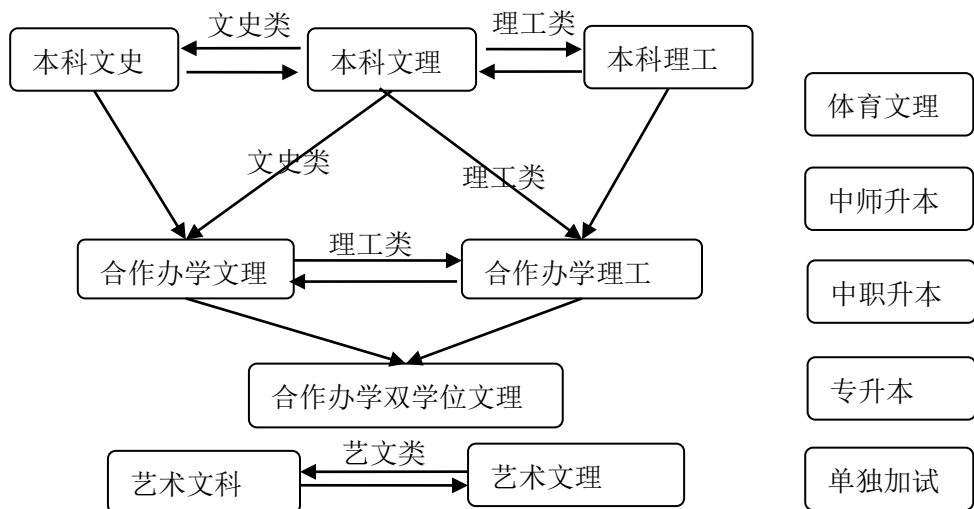 文史类
理工类
本科文史
本科文理
本科理工
体育文理
文史类
理工类
中师升本
理工类
合作办学文理
合作办学理工
中职升本
合作办学双学位文理
专升本
艺文类
艺术文科
艺术文理
单独加试